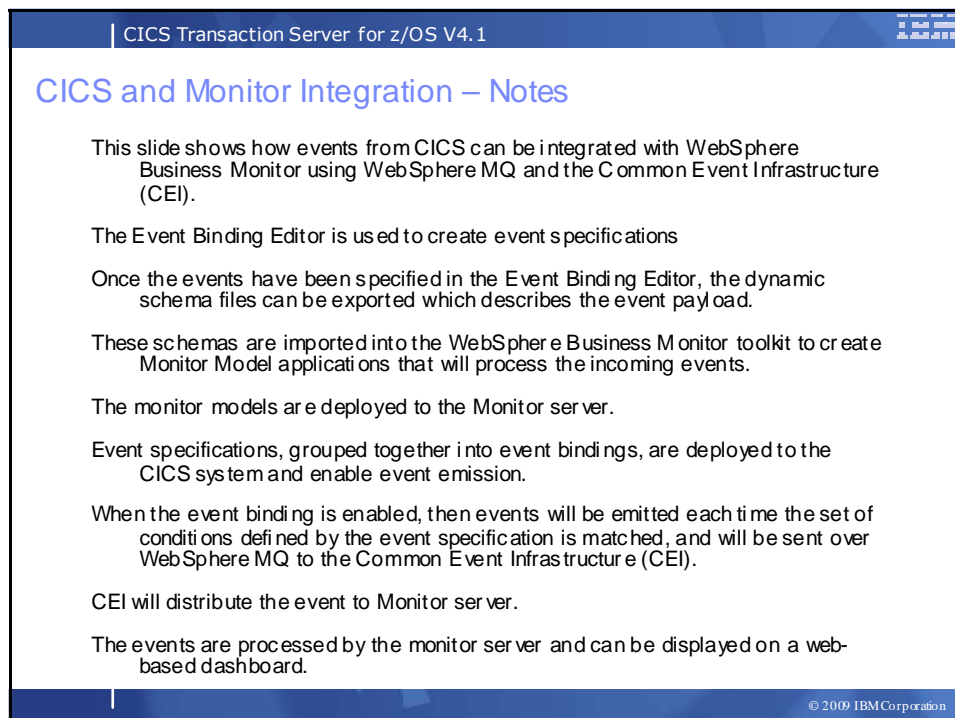 CICS Transaction Server for z/OS V4.1
IBM
CICS and Monitor Integration – Notes
This slide shows how events from CICS can be integrated with WebSphere
Business Monitor using WebSphere MQ and the Common Event Infrastructure
(CEI).
The Event Binding Editor is used to create event specifications
Once the events have been specified in the Event Binding Editor, the dynamic
schema files can be exported which describes the event payload.
These schemas are imported into the WebSphere Business Monitor toolkit to create
Monitor Model applications that will process the incoming events.
The monitor models are deployed to the Monitor server.
Event specifications, grouped together into event bindings, are deployed to the
CICS system and enable event emission.
When the event binding is enabled, then events will be emitted each time the set of
conditions defined by the event specification is matched, and will be sent over
WebSphere MQ to the Common Event Infrastructure (CEI).
CEI will distribute the event to Monitor server.
The events are processed by the monitor server and can be displayed on a web-
based dashboard.
© 2009 IBM Corporation